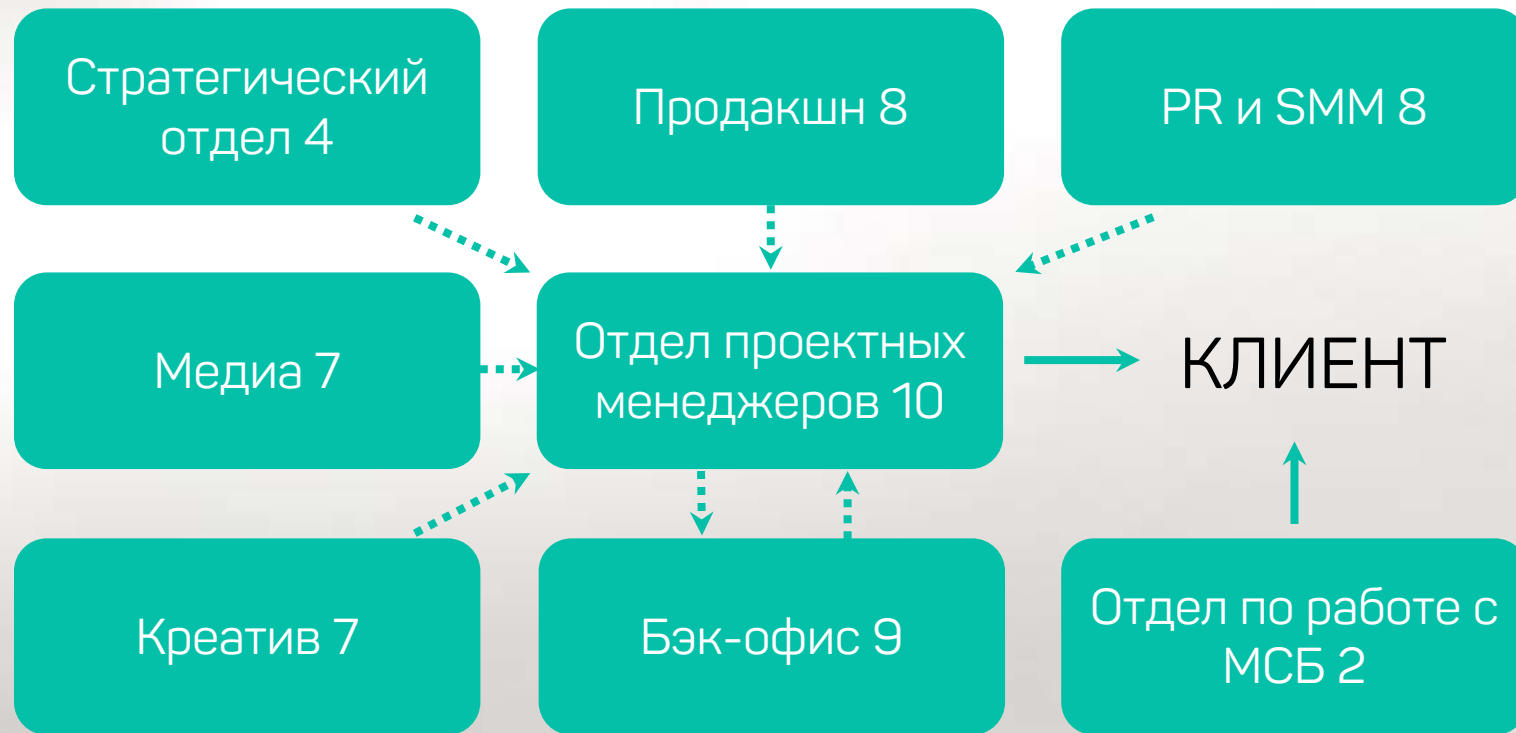 Стратегический
отдел 4
Продакшн 8
PR и SMM 8
Медиа 7
Отдел проектных
менеджеров 10
КЛИЕНТ
Креатив 7
Бэк-офис 9
Отдел по работе с
МСБ 2